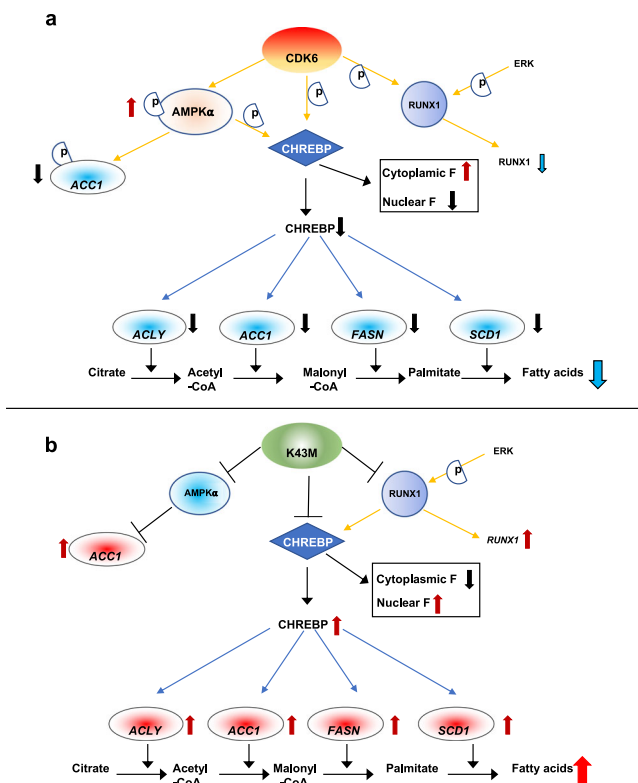 a
CDK6
ERK
p
p
p
p
p
AMPKα
p
RUNX1
CHREBP
p
ACC1
Cytoplamic F
RUNX1
Nuclear F
CHREBP
ACLY
ACC1
FASN
SCD1
Citrate
Acetyl
-CoA
Malonyl
-CoA
Palmitate
Fatty acids
b
K43M
ERK
p
AMPKα
RUNX1
CHREBP
RUNX1
ACC1
Cytoplasmic F
Nuclear F
CHREBP
ACLY
ACC1
FASN
SCD1
Citrate
Acetyl
-CoA
Malonyl
-CoA
Palmitate
Fatty acids